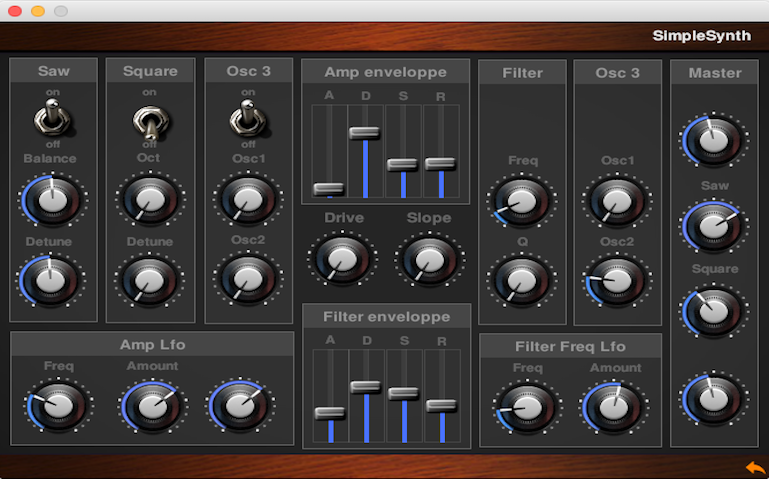 SimpleSynth
Saw
on
off
Balance
Detune
Square
on
off
Oct
Detune
Osc 3
on
off
Osc1
Osc2
Amp enveloppe
A D S R
Drive Slope
Filter enveloppe
A D S R
Filter
Freq
Q
Osc 3
Osc1
Osc2
Master
Saw
Square
Amp Lfo
Freq Amount
Filter Freq Lfo
Freq Amount